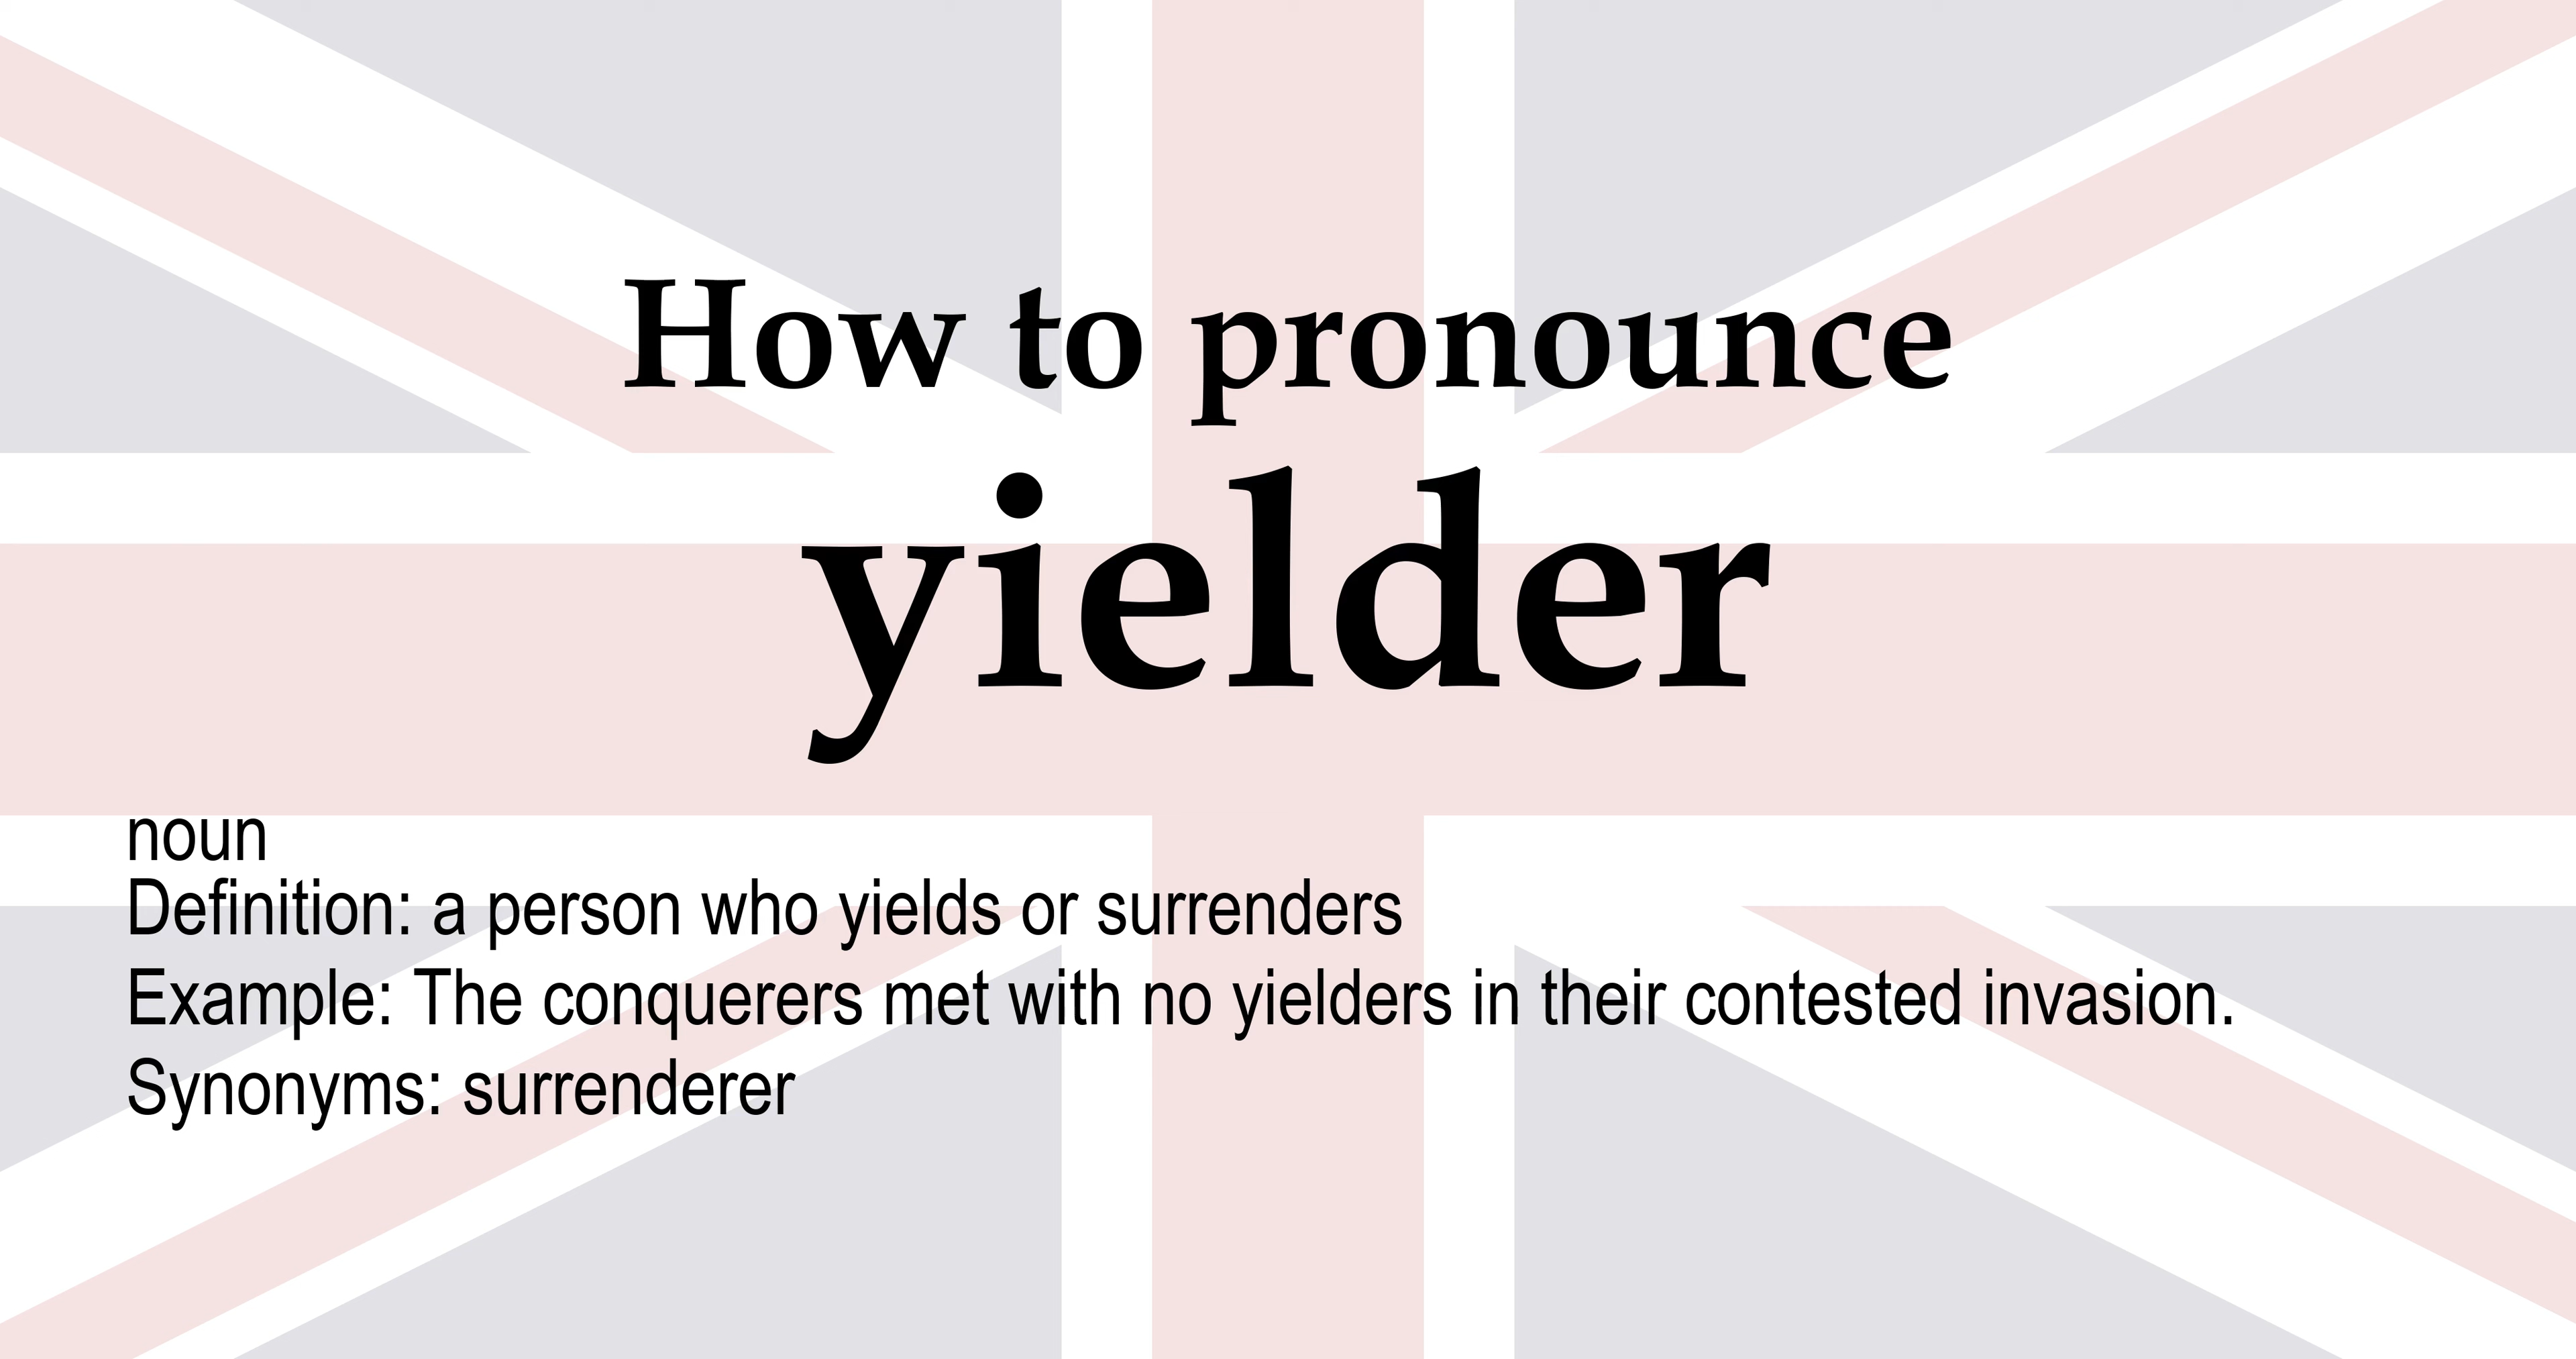 How to pronounce
yielder
noun
Definition: a person who yields or surrenders
Example: The conquerers met with no yielders in their contested invasion.
Synonyms: surrenderer